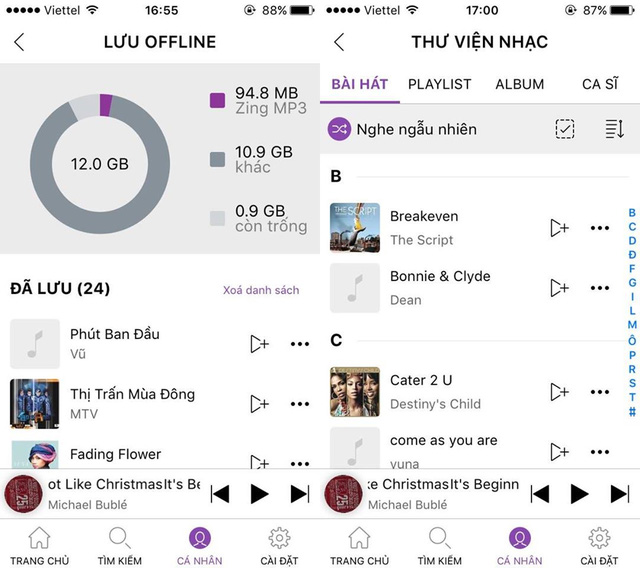 Viettel 16:55 88%
LƯU OFFLINE
94.8 MB
Zing MP3
12.0 GB
10.9 GB
khác
0.9 GB
còn trống
ĐÃ LƯU (24)
Xoá danh sách
Phút Ban Đầu
Vũ
Thị Trấn Mùa Đông
MTV
Fading Flower
ot Like ChristmasIt's Be
Michael Bublé
TRANG CHỦ
TÌM KIẾM
CÁ NHÂN
CÀI ĐẶT
Viettel 17:00 87%
THƯ VIỆN NHẠC
BÀI HÁT PLAYLIST ALBUM CA SĨ
Nghe ngẫu nhiên
B
Breakeven
The Script
Bonnie & Clyde
Dean
C
Cater 2 U
Destiny's Child
come as you are
yuna
B
C
D
Đ
F
G
I
L
M
Ô
P
R
S
T
#
ke ChristmasIt's Beginn
Michael Bublé
TRANG CHỦ
TÌM KIẾM
CÁ NHÂN
CÀI ĐẶT